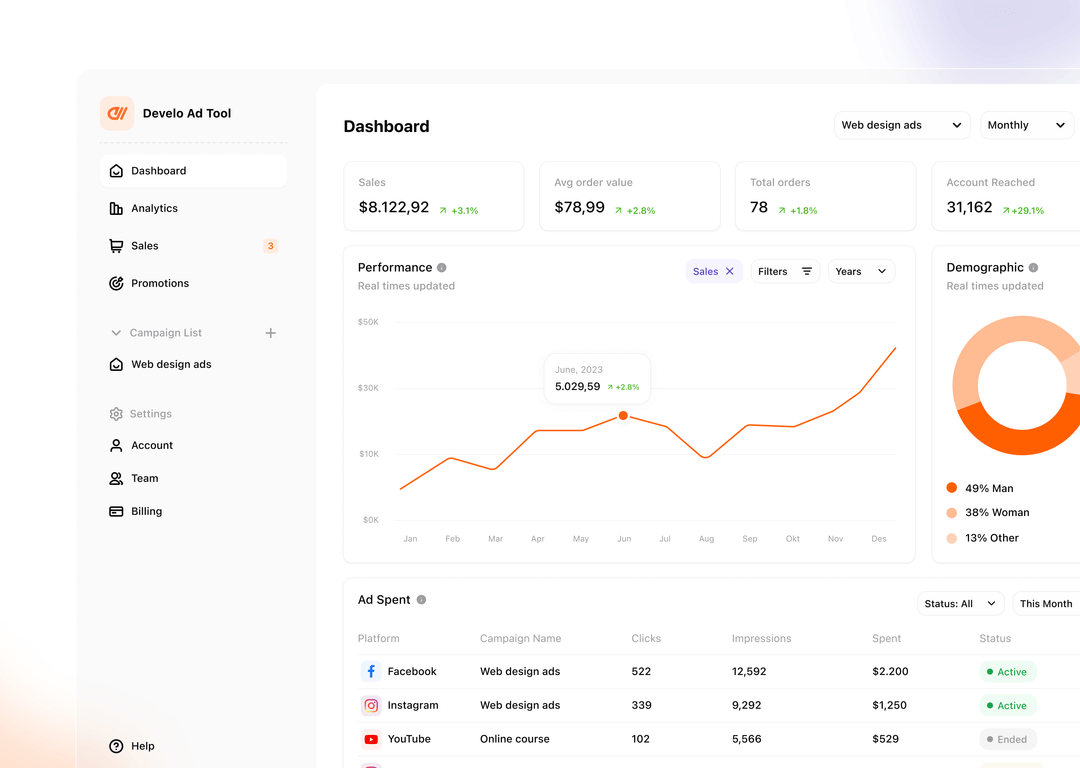 Develo Ad Tool
Dashboard
Analytics
Sales 3
Promotions
Campaign List
Web design ads
Settings
Account
Team
Billing
Help
Dashboard
Web design ads
Monthly
Sales
$8.122,92 +3.1%
Avg order value
$78,99 +2.8%
Total orders
78 +1.8%
Account Reached
31,162 +29.1%
Performance
Real times updated
Sales
Filters
Years
$50K
$30K
$10K
$0K
June, 2023
5.029,59 +2.8%
Jan Feb Mar Apr May Jun Jul Aug Sep Okt Nov Des
Demographic
Real times updated
49% Man
38% Woman
13% Other
Ad Spent
Status: All
This Month
Platform Campaign Name Clicks Impressions Spent Status
Facebook Web design ads 522 12,592 $2.200 Active
Instagram Web design ads 339 9,292 $1,250 Active
YouTube Online course 102 5,566 $529 Ended